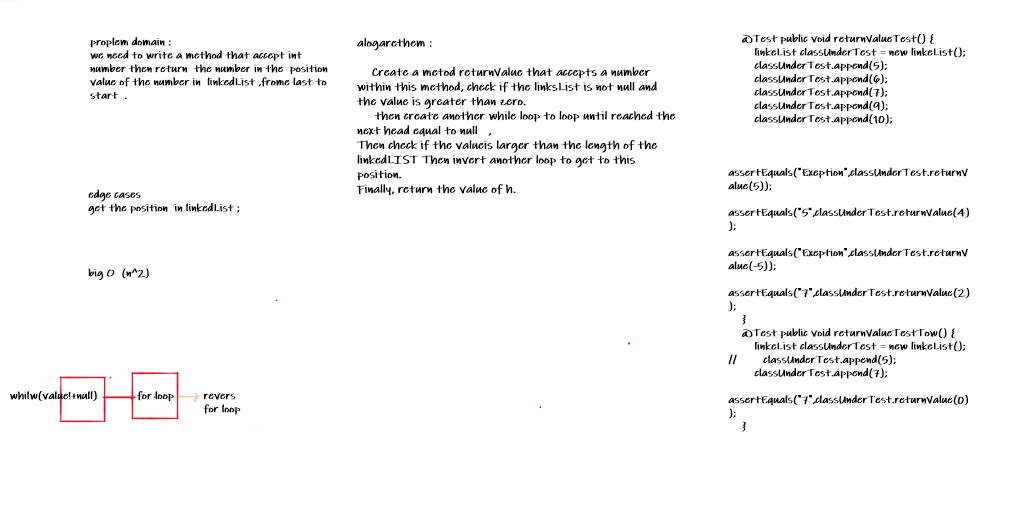 proplem domain :
we need to write a method that accept int
number then return the number in the position
value of the number in linkedList ,frome last to
start .
edge cases
get the position in linkedList ;
big O (n^2)
whilw(value!+null)
for loop
revers
for loop
alogarethem :
Create a metod returnValue that accepts a number
within this method, check if the linksList is not null and
the value is greater than zero.
then create another while loop to loop until reached the
next head equal to null ,
Then check if the valueis larger than the length of the
linkedLIST Then invert another loop to get to this
position.
Finally, return the value of h.
@Test public void returnValueTest() {
linkeList classUnderTest = new linkeList();
classUnderTest.append(5);
classUnderTest.append(6);
classUnderTest.append(7);
classUnderTest.append(9);
classUnderTest.append(10);
assertEquals("Exeption",classUnderTest.returnV
alue(5));
assertEquals("5",classUnderTest.returnValue(4)
);
assertEquals("Exeption",classUnderTest.returnV
alue(-5));
assertEquals("7",classUnderTest.returnValue(2)
);
}
@Test public void returnValueTestTow() {
linkeList classUnderTest = new linkeList();
// classUnderTest.append(5);
classUnderTest.append(7);
assertEquals("7",classUnderTest.returnValue(0)
);
}